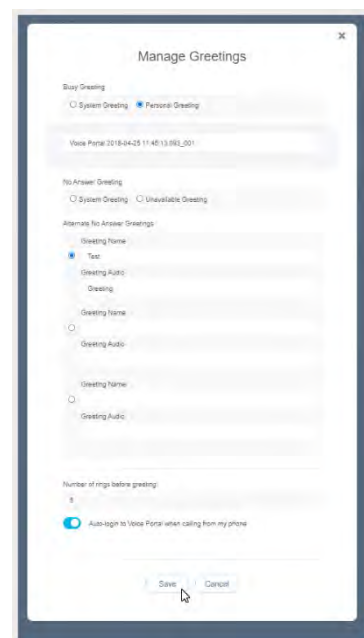 Manage Greetings
Busy Greeting
System Greeting Personal Greeting
Voice Portal 2018-04-25 11:45:13.093_001
No Answer Greeting
System Greeting Unavailable Greeting
Alternate No Answer Greetings
Greeting Name
Test
Greeting Audio
Greeting
Greeting Name
Greeting Audio
Greeting Name
Greeting Audio
Number of rings before greeting:
Auto-login to Voice Portal when calling from my phone
Save Cancel